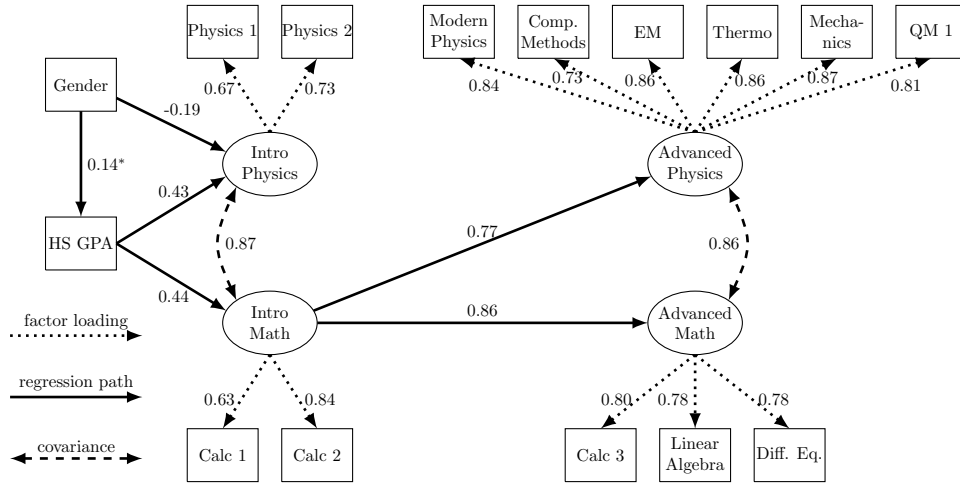 Physics 1
Physics 2
Modern
Physics
Comp.
Methods
EM
Thermo
Mecha-
nics
QM 1
Gender
0.67
0.73
0.84
0.73
0.86
0.86
0.87
0.81
-0.19
0.14*
Intro
Physics
Advanced
Physics
0.43
HS GPA
0.87
0.77
0.86
0.44
Intro
Math
0.86
Advanced
Math
factor loading
regression path
covariance
0.63
0.84
0.80
0.78
0.78
Calc 1
Calc 2
Calc 3
Linear
Algebra
Diff. Eq.